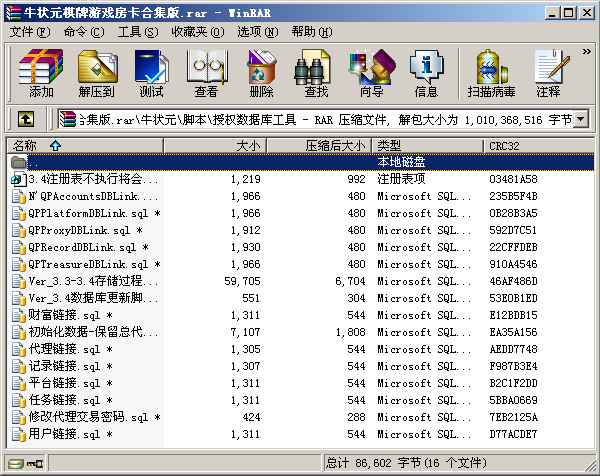 牛状元棋牌游戏房卡合集版.rar - WinRAR
文件(F) 命令(C) 工具(S) 收藏夹(O) 选项(N) 帮助(H)
添加 解压到 测试 查看 删除 查找 向导 信息 扫描病毒 注释 »
合集版.rar\牛状元\脚本\授权数据库工具 - RAR 压缩文件, 解包大小为 1,010,368,516 字节
名称 大小 压缩后大小 类型 CRC32
.. 本地磁盘
3.4注册表不执行将会... 1,219 992 注册表项 03481A58
N'QPAccountsDBLink.... 1,966 480 Microsoft SQL... 235B5F4B
QPPlatformDBLink.sql * 1,966 480 Microsoft SQL... 0B28B3A5
QPProxyDBLink.sql * 1,912 480 Microsoft SQL... 592D7C51
QPRecordDBLink.sql * 1,930 480 Microsoft SQL... 22CFFDEB
QPTreasureDBLink.sql * 1,966 480 Microsoft SQL... 910A4546
Ver_3.3-3.4存储过程... 59,705 6,704 Microsoft SQL... 46AF486D
Ver_3.4数据库更新脚... 551 304 Microsoft SQL... 53E0B1ED
财富链接.sql * 1,311 544 Microsoft SQL... E12BDB15
初始化数据-保留总代... 7,107 1,808 Microsoft SQL... EA35A156
代理链接.sql * 1,305 544 Microsoft SQL... AEDD7748
记录链接.sql * 1,307 544 Microsoft SQL... F987B3E4
平台链接.sql * 1,311 544 Microsoft SQL... B2C1F2DD
任务链接.sql * 1,311 544 Microsoft SQL... 5BBA0669
修改代理交易密码.sql * 424 288 Microsoft SQL... 7EB2125A
用户链接.sql * 1,311 544 Microsoft SQL... D77ACDE7
总计 86,602 字节(16 个文件)